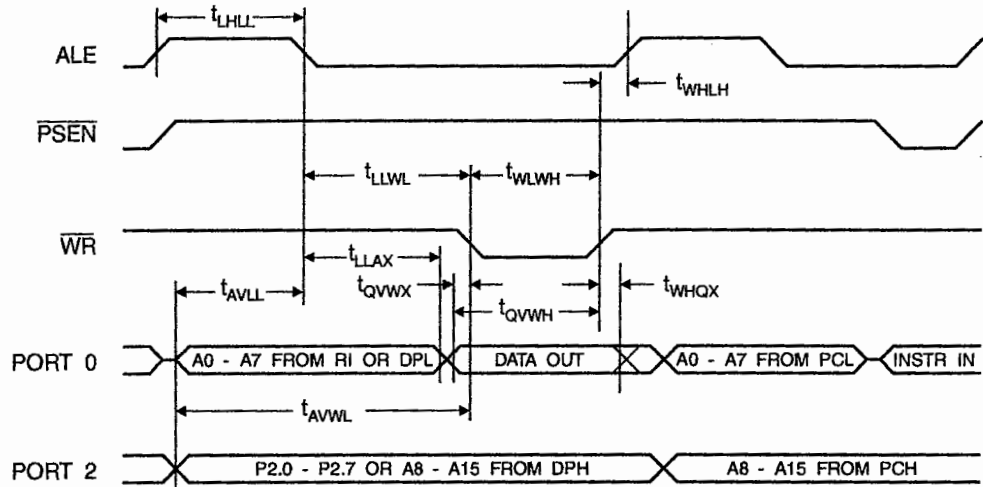 tLHLL
ALE
tWHLH
PSEN
tLLWL
tWLWH
WR
tLLAX
tAVLL
tQVWX
tWHQX
tQVWH
PORT 0
A0 - A7 FROM RI OR DPL
DATA OUT
A0 - A7 FROM PCL
INSTR IN
tAVWL
PORT 2
P2.0 - P2.7 OR A8 - A15 FROM DPH
A8 - A15 FROM PCH